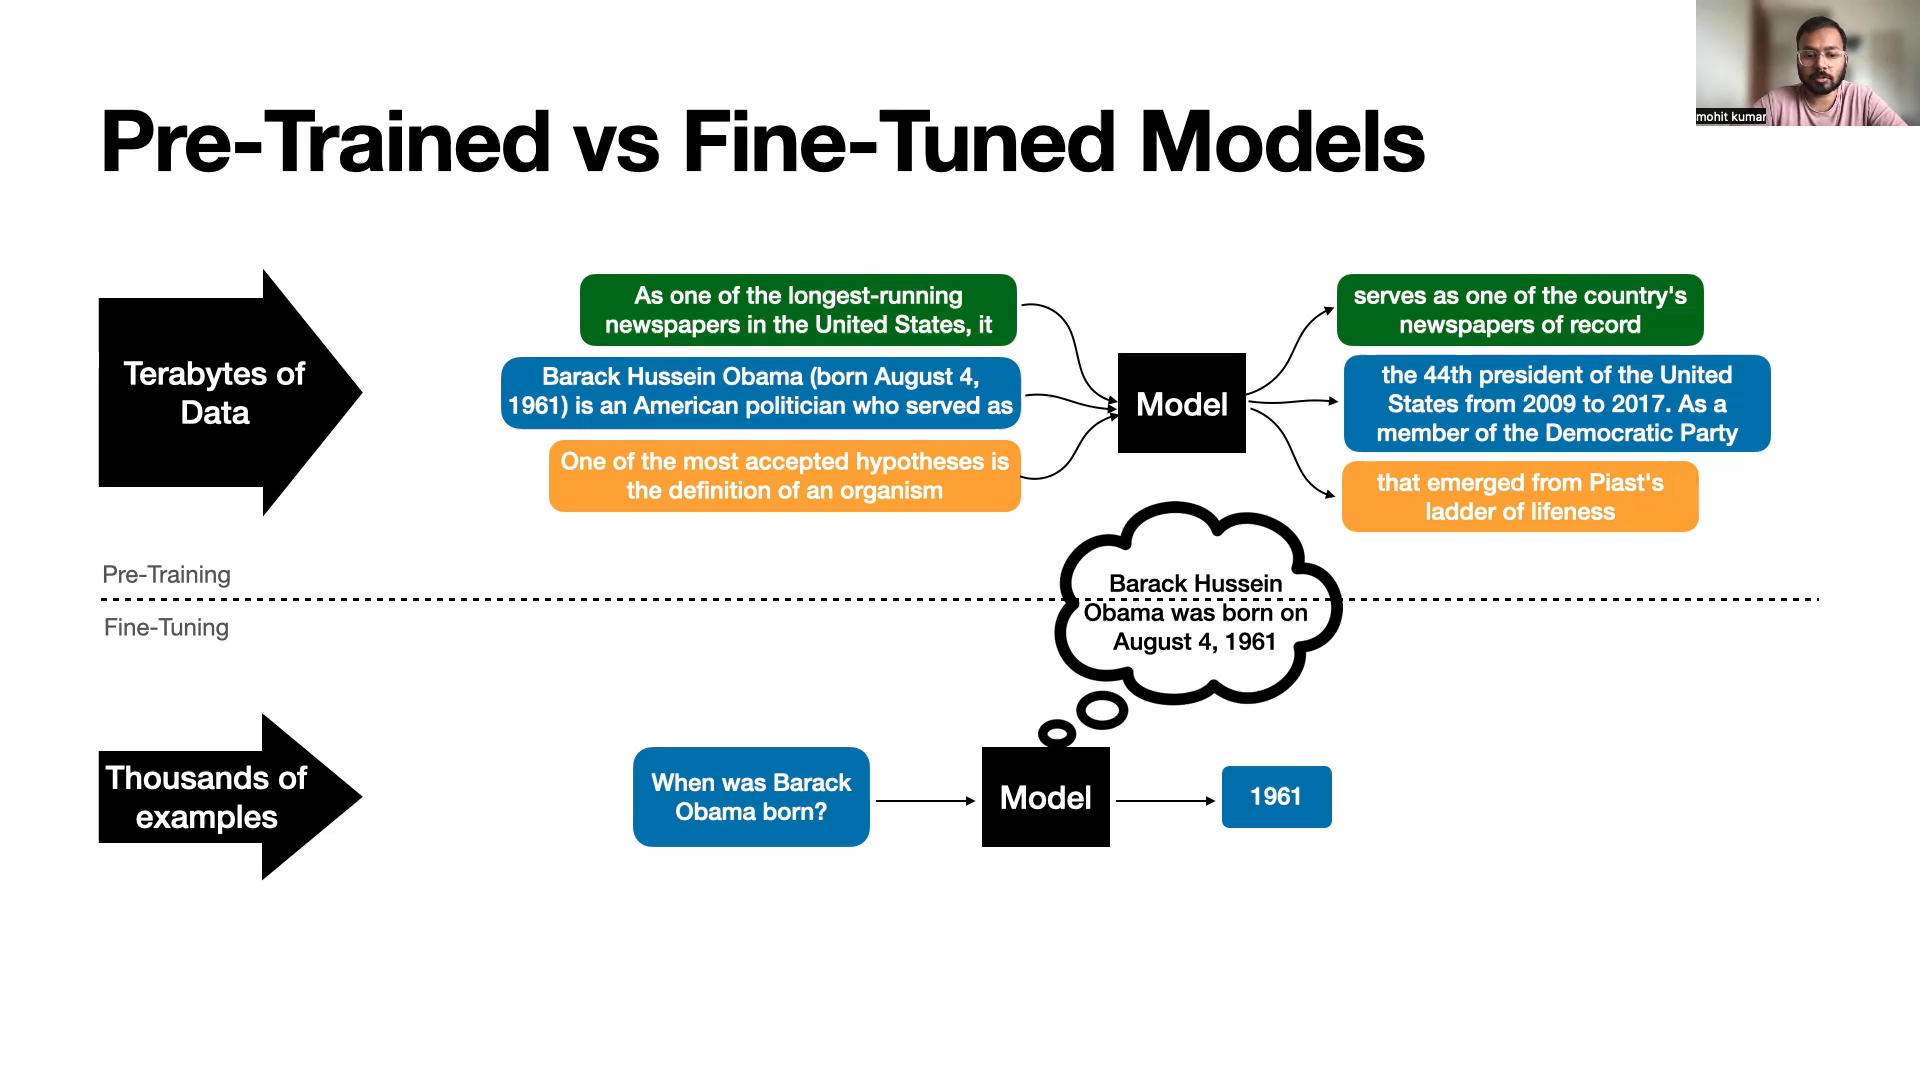 mohit kumar
Pre-Trained vs Fine-Tuned Models
Terabytes of
Data
As one of the longest-running
newspapers in the United States, it
Barack Hussein Obama (born August 4,
1961) is an American politician who served as
One of the most accepted hypotheses is
the definition of an organism
Model
serves as one of the country's
newspapers of record
the 44th president of the United
States from 2009 to 2017. As a
member of the Democratic Party
that emerged from Piast's
ladder of lifeness
Pre-Training
Fine-Tuning
Barack Hussein
Obama was born on
August 4, 1961
Thousands of
examples
When was Barack
Obama born?
Model
1961